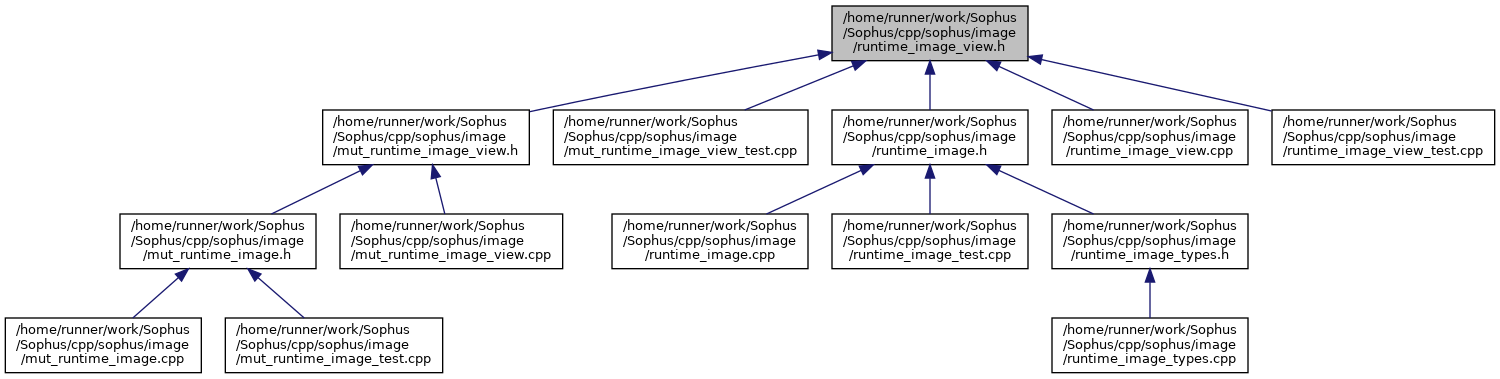 /home/runner/work/Sophus
/Sophus/cpp/sophus/image
/runtime_image_view.h
/home/runner/work/Sophus
/Sophus/cpp/sophus/image
/mut_runtime_image_view.h
/home/runner/work/Sophus
/Sophus/cpp/sophus/image
/mut_runtime_image_view_test.cpp
/home/runner/work/Sophus
/Sophus/cpp/sophus/image
/runtime_image.h
/home/runner/work/Sophus
/Sophus/cpp/sophus/image
/runtime_image_view.cpp
/home/runner/work/Sophus
/Sophus/cpp/sophus/image
/runtime_image_view_test.cpp
/home/runner/work/Sophus
/Sophus/cpp/sophus/image
/mut_runtime_image.h
/home/runner/work/Sophus
/Sophus/cpp/sophus/image
/mut_runtime_image_view.cpp
/home/runner/work/Sophus
/Sophus/cpp/sophus/image
/runtime_image.cpp
/home/runner/work/Sophus
/Sophus/cpp/sophus/image
/runtime_image_test.cpp
/home/runner/work/Sophus
/Sophus/cpp/sophus/image
/runtime_image_types.h
/home/runner/work/Sophus
/Sophus/cpp/sophus/image
/mut_runtime_image.cpp
/home/runner/work/Sophus
/Sophus/cpp/sophus/image
/mut_runtime_image_test.cpp
/home/runner/work/Sophus
/Sophus/cpp/sophus/image
/runtime_image_types.cpp